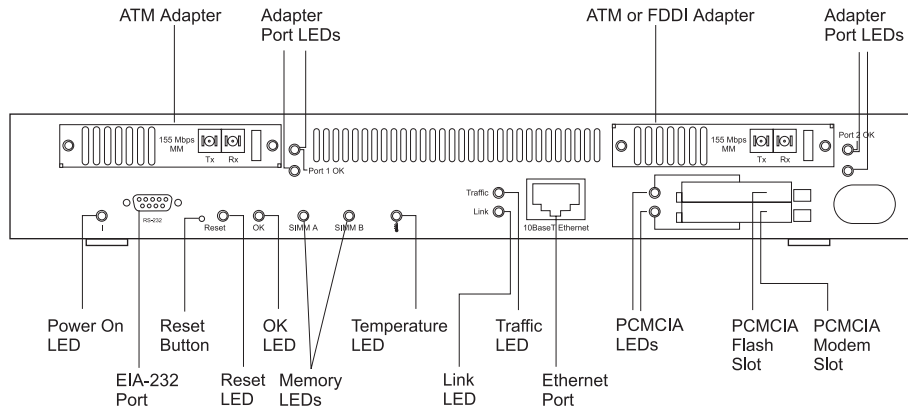 ATM Adapter
Adapter
Port LEDs
ATM or FDDI Adapter
Adapter
Port LEDs
155 Mbps
MM
Tx
Rx
Port 1 OK
155 Mbps
MM
Tx
Rx
Port 2 OK
Traffic
Link
I
RS-232
Reset
OK
SIMM A
SIMM B
10BaseT Ethernet
Power On
LED
Reset
Button
OK
LED
Temperature
LED
Traffic
LED
PCMCIA
LEDs
PCMCIA
Flash
Slot
PCMCIA
Modem
Slot
EIA-232
Port
Reset
LED
Memory
LEDs
Link
LED
Ethernet
Port